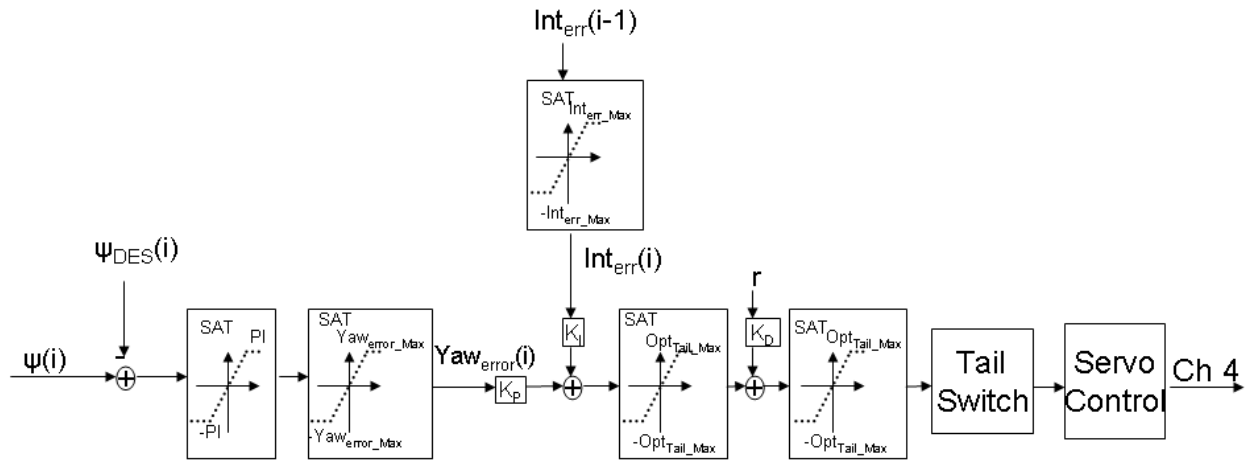 Int_err(i-1)
SAT
Int_err_Max
-Int_err_Max
Int_err(i)
Ψ_DES(i)
-
ψ(i)
+
SAT
PI
-PI
SAT
Yaw_error_Max
-Yaw_error_Max
Yaw_error(i)
K_P
K_I
+
SAT
Opt_Tail_Max
-Opt_Tail_Max
r
K_D
+
SAT
Opt_Tail_Max
-Opt_Tail_Max
Tail
Switch
Servo
Control
Ch 4